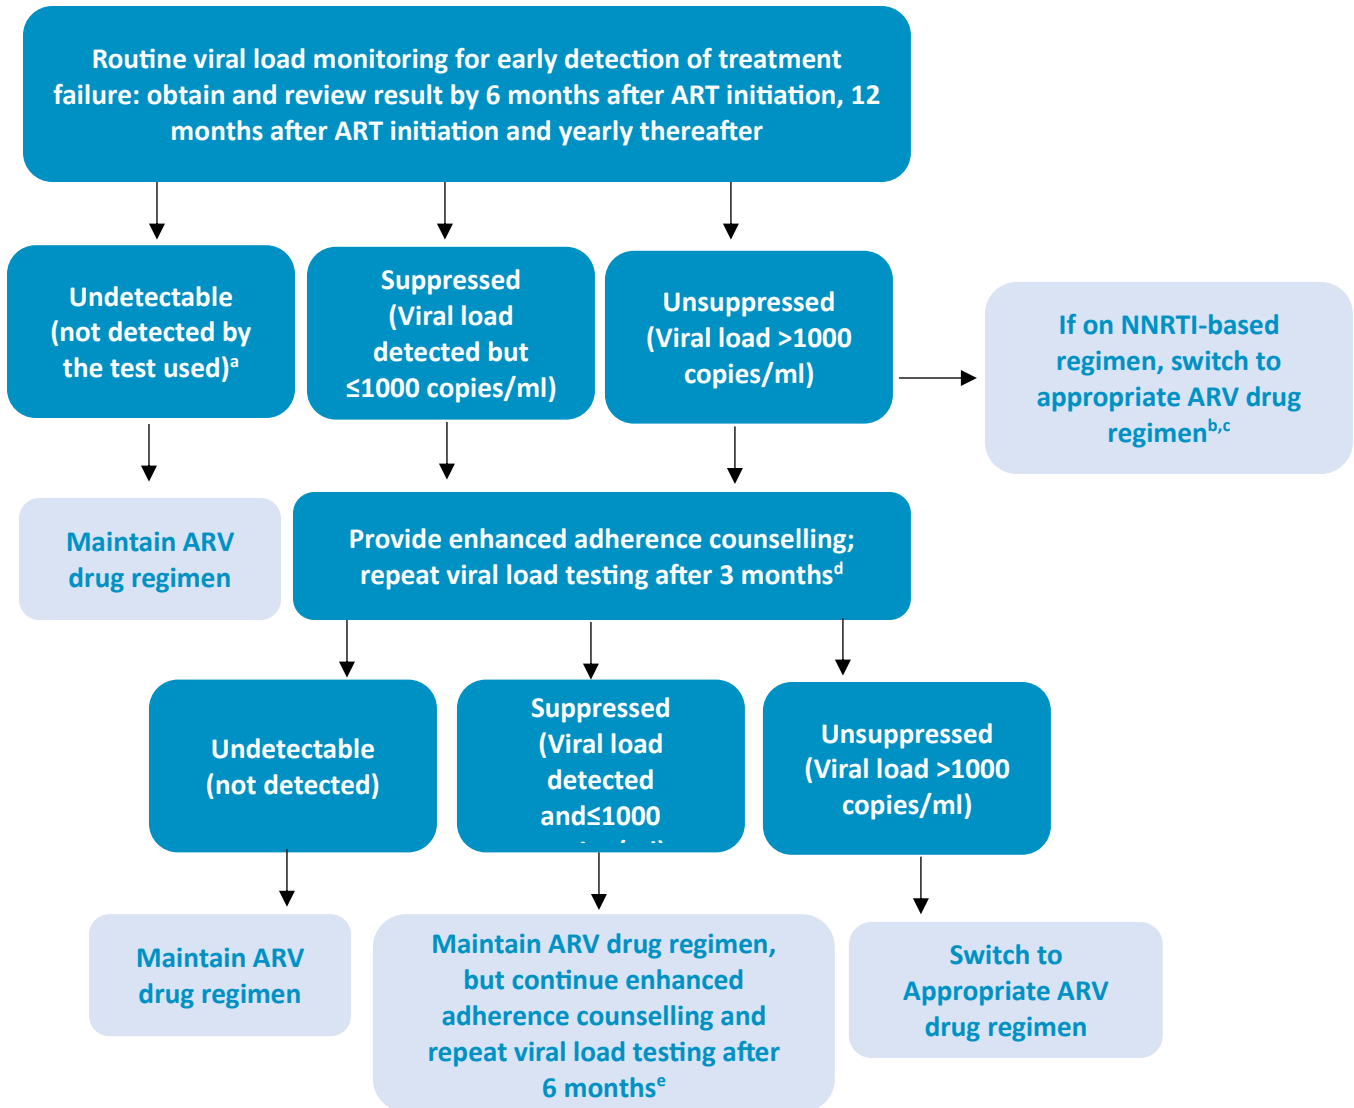 Routine viral load monitoring for early detection of treatment
failure: obtain and review result by 6 months after ART initiation, 12
months after ART initiation and yearly thereafter
Undetectable
(not detected by
the test used)ᵃ
Suppressed
(Viral load
detected but
≤1000 copies/ml)
Unsuppressed
(Viral load >1000
copies/ml)
If on NNRTI-based
regimen, switch to
appropriate ARV drug
regimenᵇ,ᶜ
Maintain ARV
drug regimen
Provide enhanced adherence counselling;
repeat viral load testing after 3 monthsᵈ
Undetectable
(not detected)
Suppressed
(Viral load
detected
and≤1000
Unsuppressed
(Viral load >1000
copies/ml)
Maintain ARV
drug regimen
Maintain ARV drug regimen,
but continue enhanced
adherence counselling and
repeat viral load testing after
6 monthsᵉ
Switch to
Appropriate ARV
drug regimen